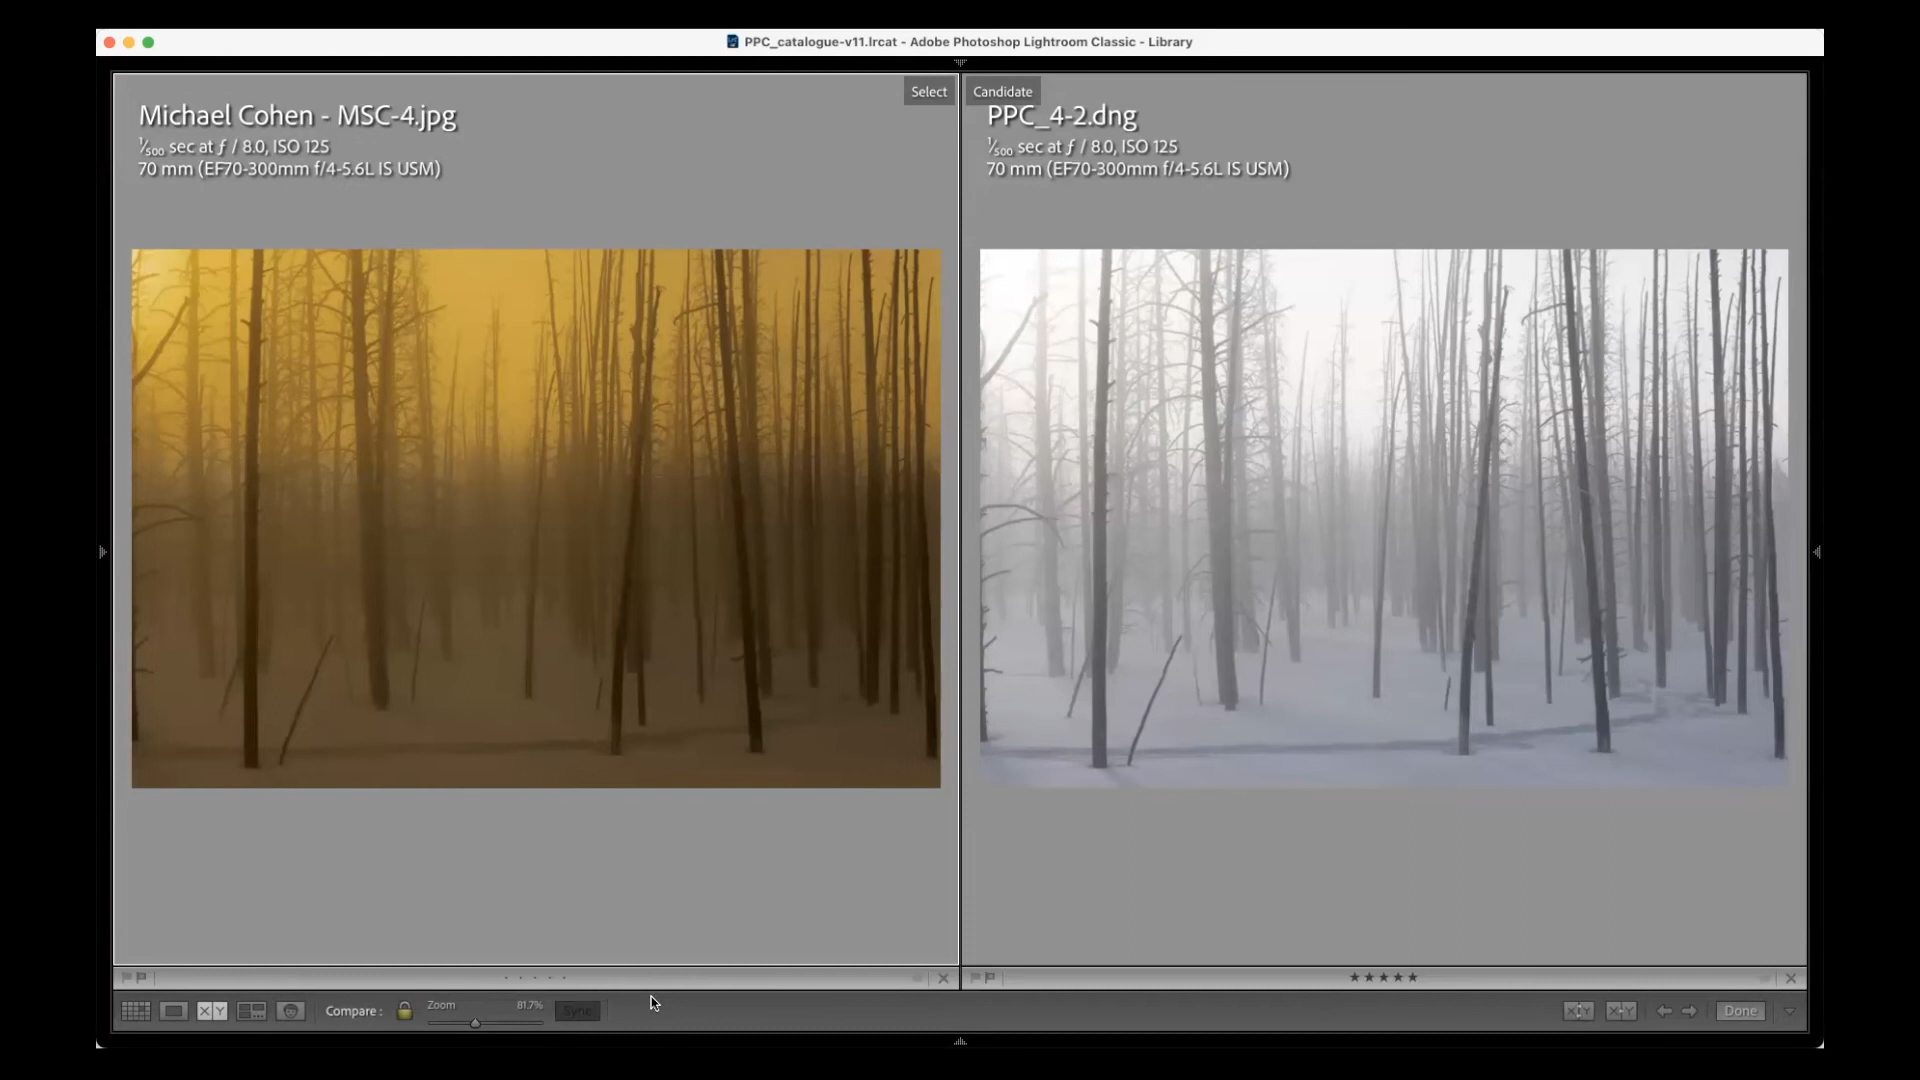 PPC_catalogue-v11.lrcat - Adobe Photoshop Lightroom Classic - Library
Select
Michael Cohen - MSC-4.jpg
1/500 sec at ƒ / 8.0, ISO 125
70 mm (EF70-300mm f/4-5.6L IS USM)
Candidate
PPC_4-2.dng
1/500 sec at ƒ / 8.0, ISO 125
70 mm (EF70-300mm f/4-5.6L IS USM)
XY Compare : Zoom 81.7% Sync
XY XY Done